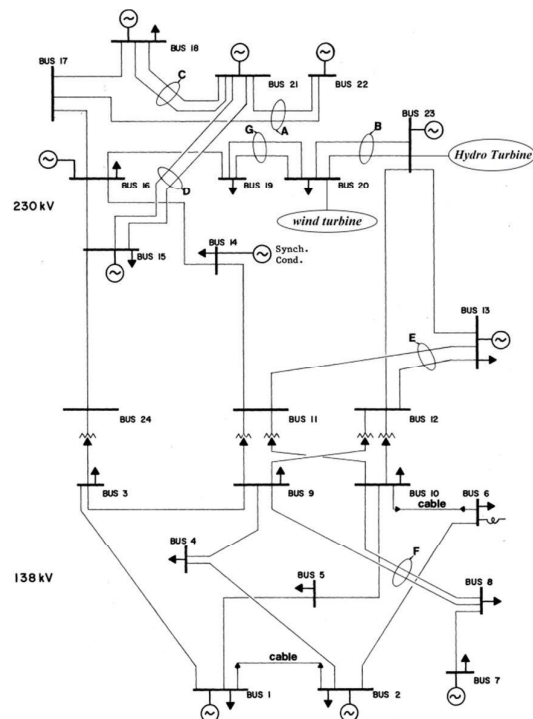 BUS 18
BUS 17
BUS 21
BUS 22
C
A
BUS 23
G
B
Hydro Turbine
BUS 16
BUS 19
BUS 20
D
230 kV
wind turbine
BUS 14
Synch.
Cond.
BUS 15
BUS 13
E
BUS 24
BUS 11
BUS 12
BUS 3
BUS 9
BUS 10
BUS 6
cable
BUS 4
F
138 kV
BUS 5
BUS 8
cable
BUS 7
BUS 1
BUS 2